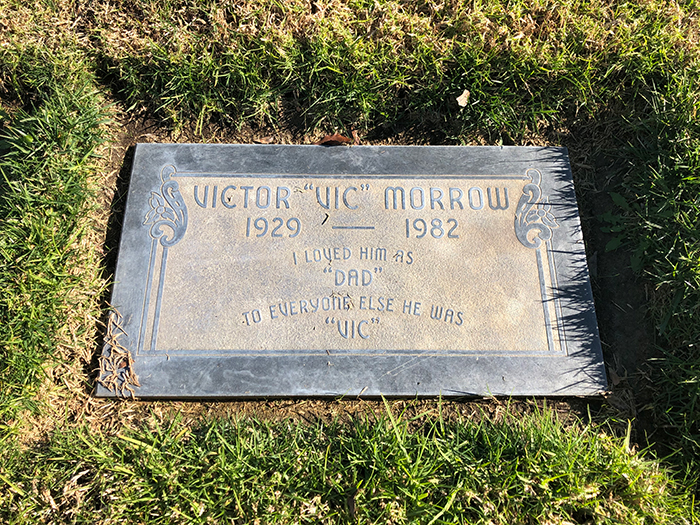 VICTOR "VIC" MORROW
1929 — 1982
I LOVED HIM AS
"DAD"
TO EVERYONE ELSE HE WAS
"VIC"